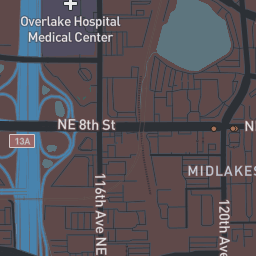 Overlake Hospital
Medical Center
NE 8th St
13A
MIDLAKES
116th Ave NE
120th Ave